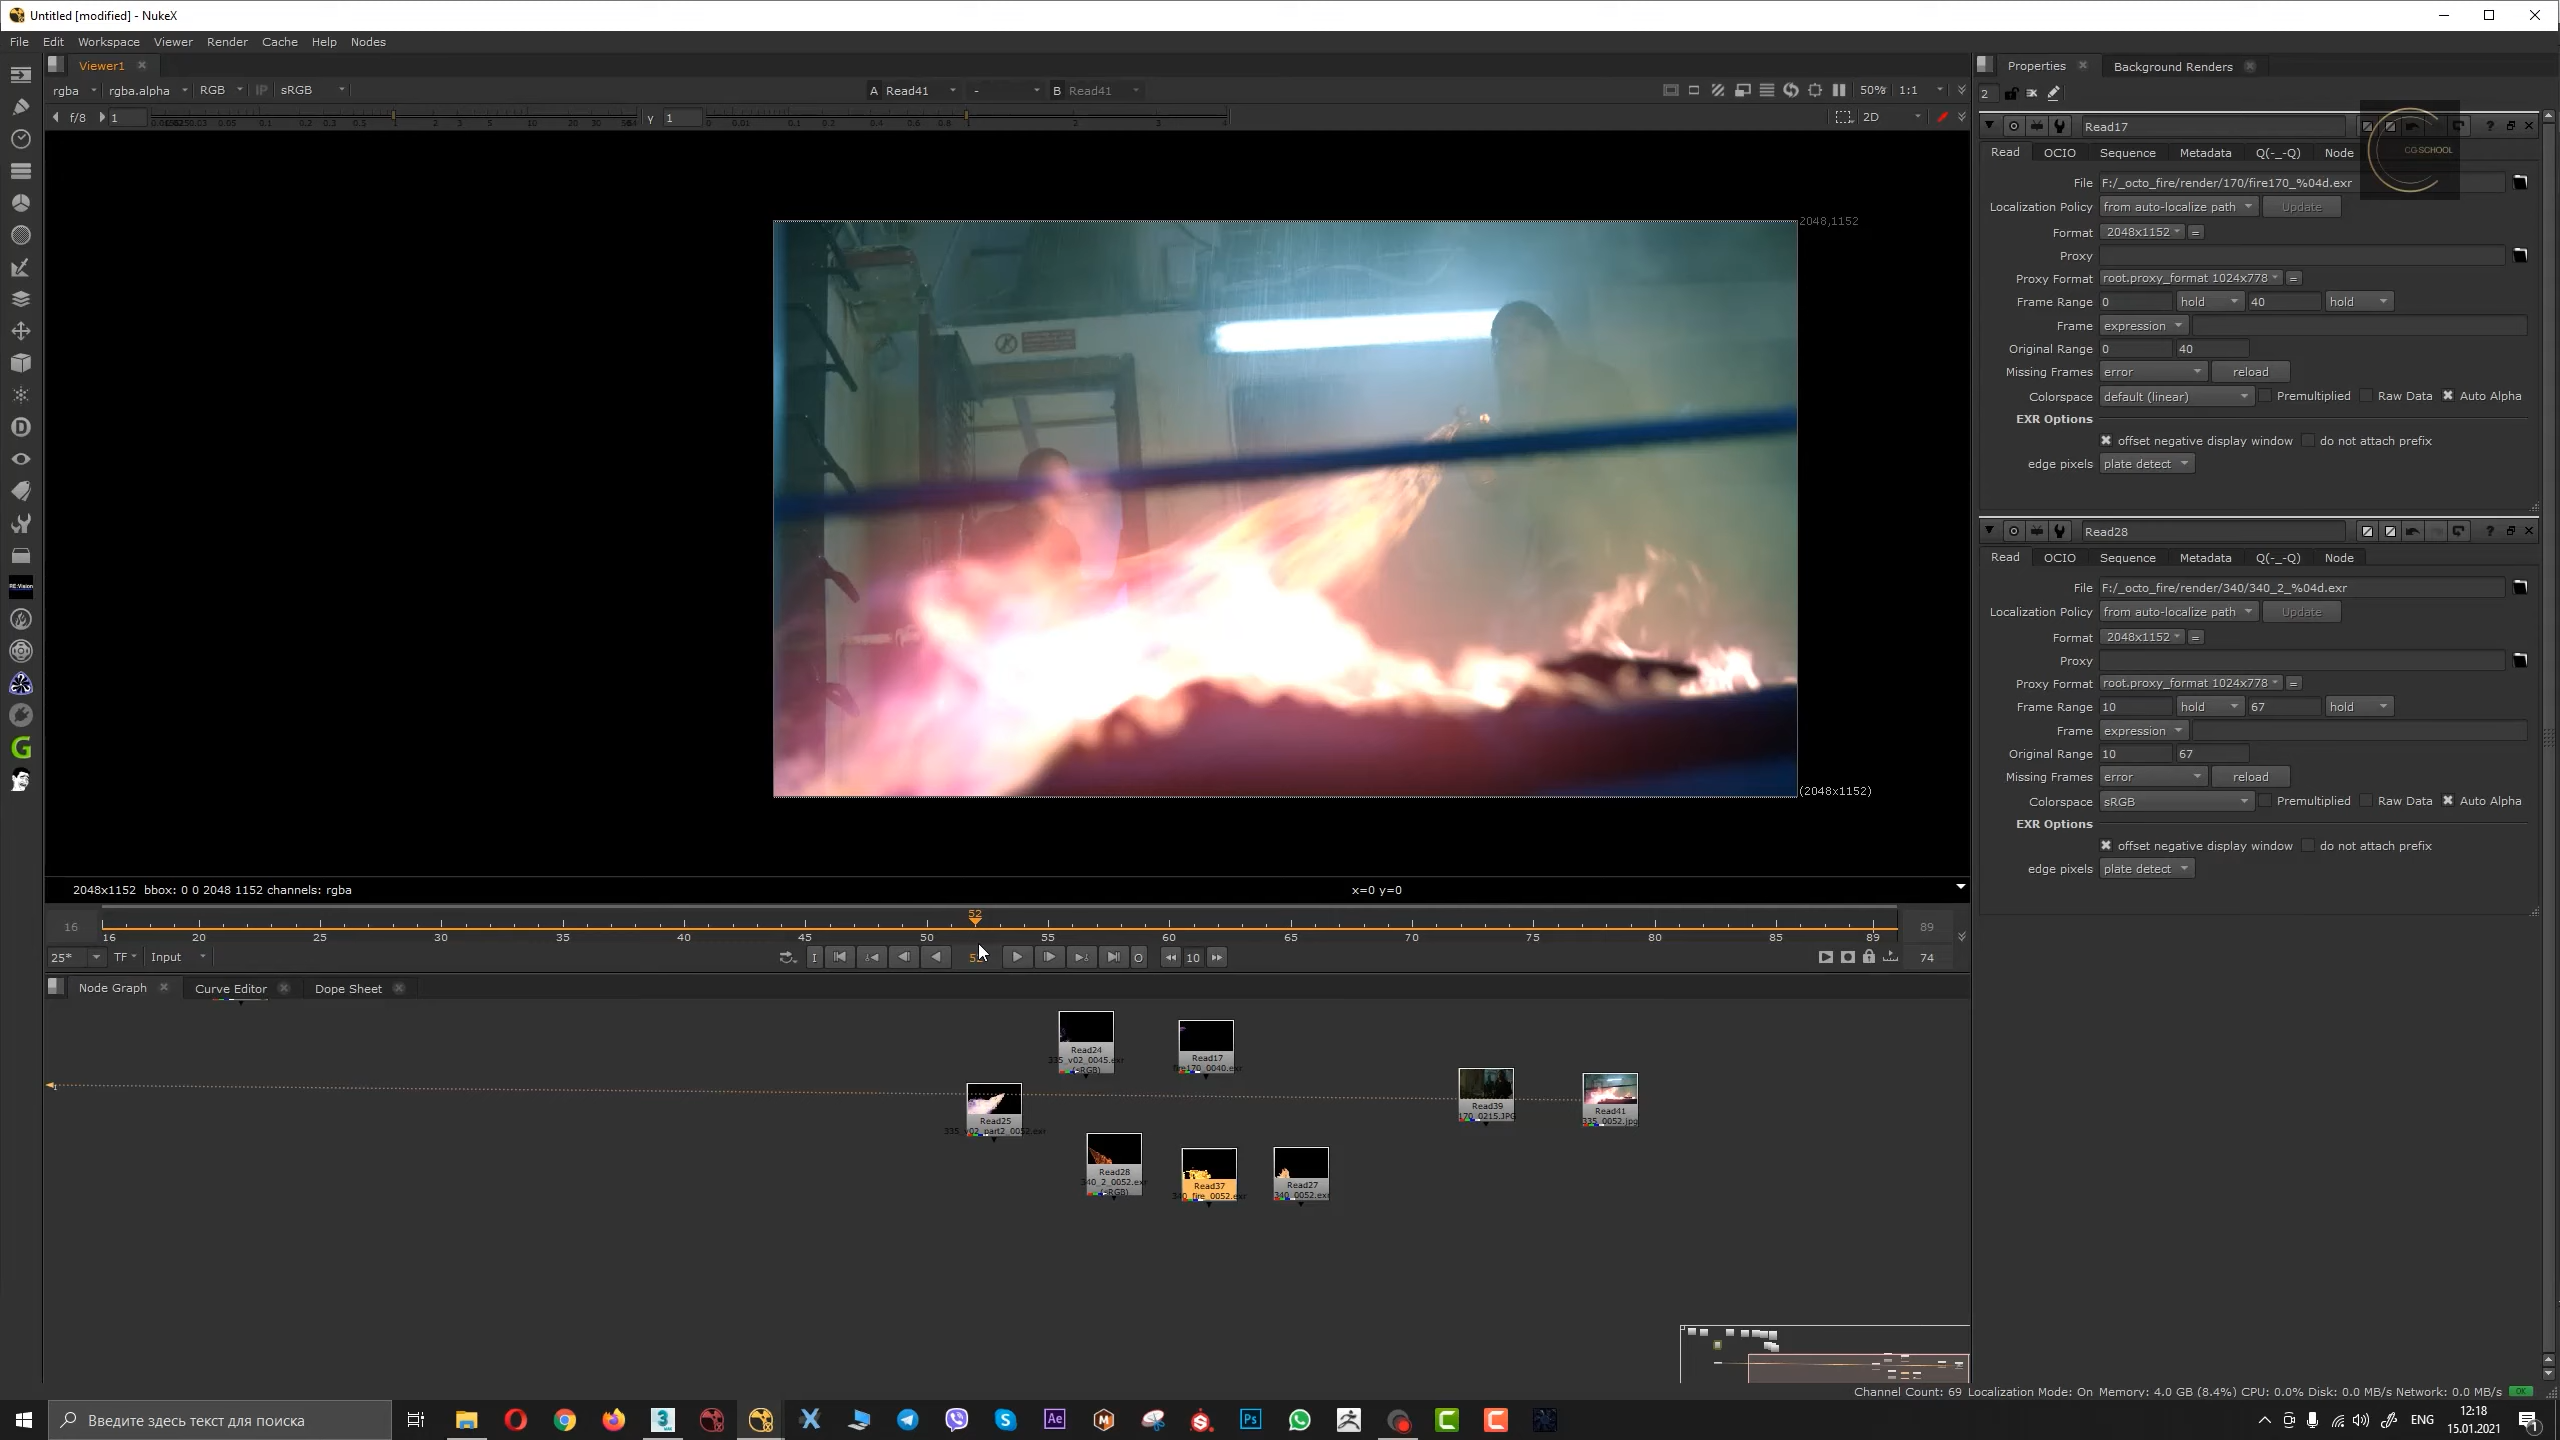 Untitled [modified] - NukeX
File Edit Workspace Viewer Render Cache Help Nodes
Viewer1
rgba rgba.alpha RGB IP sRGB A Read41 - B Read41 50% 1:1
f/8 1 y 1 2D
2048,1152
(2048x1152)
2048x1152 bbox: 0 0 2048 1152 channels: rgba x=0 y=0
52
16 16 20 25 30 35 40 45 50 55 60 65 70 75 80 85 89 89
25* TF Input I O 10 74
Node Graph Curve Editor Dope Sheet
Read24
335_v02_0045.exr
(sRGB)
Read17
fire170_0040.exr
Read25
335_v02_part2_0052.exr
Read39
170_0215.JPG
Read41
335_0052.jpg
Read28
340_2_0052.exr
(sRGB)
Read37
340_fire_0052.exr
Read27
340_0052.exr
Properties Background Renders
2
Read17
CG SCHOOL
Read OCIO Sequence Metadata Q(-_-Q) Node
File F:/_octo_fire/render/170/fire170_%04d.exr
Localization Policy from auto-localize path Update
Format 2048x1152 =
Proxy
Proxy Format root.proxy_format 1024x778 =
Frame Range 0 hold 40 hold
Frame expression
Original Range 0 40
Missing Frames error reload
Colorspace default (linear) Premultiplied Raw Data Auto Alpha
EXR Options
offset negative display window do not attach prefix
edge pixels plate detect
Read28
Read OCIO Sequence Metadata Q(-_-Q) Node
File F:/_octo_fire/render/340/340_2_%04d.exr
Localization Policy from auto-localize path Update
Format 2048x1152 =
Proxy
Proxy Format root.proxy_format 1024x778 =
Frame Range 10 hold 67 hold
Frame expression
Original Range 10 67
Missing Frames error reload
Colorspace sRGB Premultiplied Raw Data Auto Alpha
EXR Options
offset negative display window do not attach prefix
edge pixels plate detect
Channel Count: 69 Localization Mode: On Memory: 4.0 GB (8.4%) CPU: 0.0% Disk: 0.0 MB/s Network: 0.0 MB/s OK
Введите здесь текст для поиска
ENG
12:18
15.01.2021